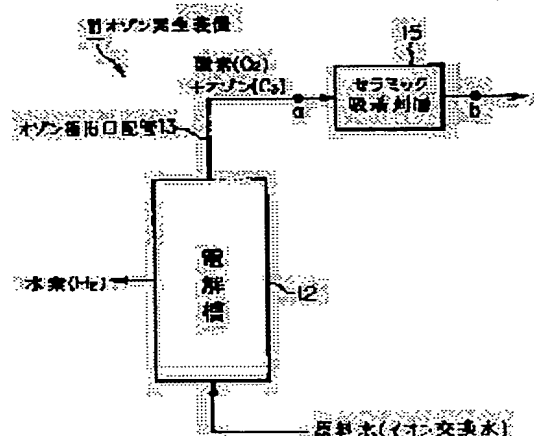 11 オゾン発生装置
酸素(O₂)
+オゾン(O₃)
15
セラミック
吸着剤層
a
b
オゾン導出口配管13
電解槽
水素(H₂)
12
原料水(イオン交換水)